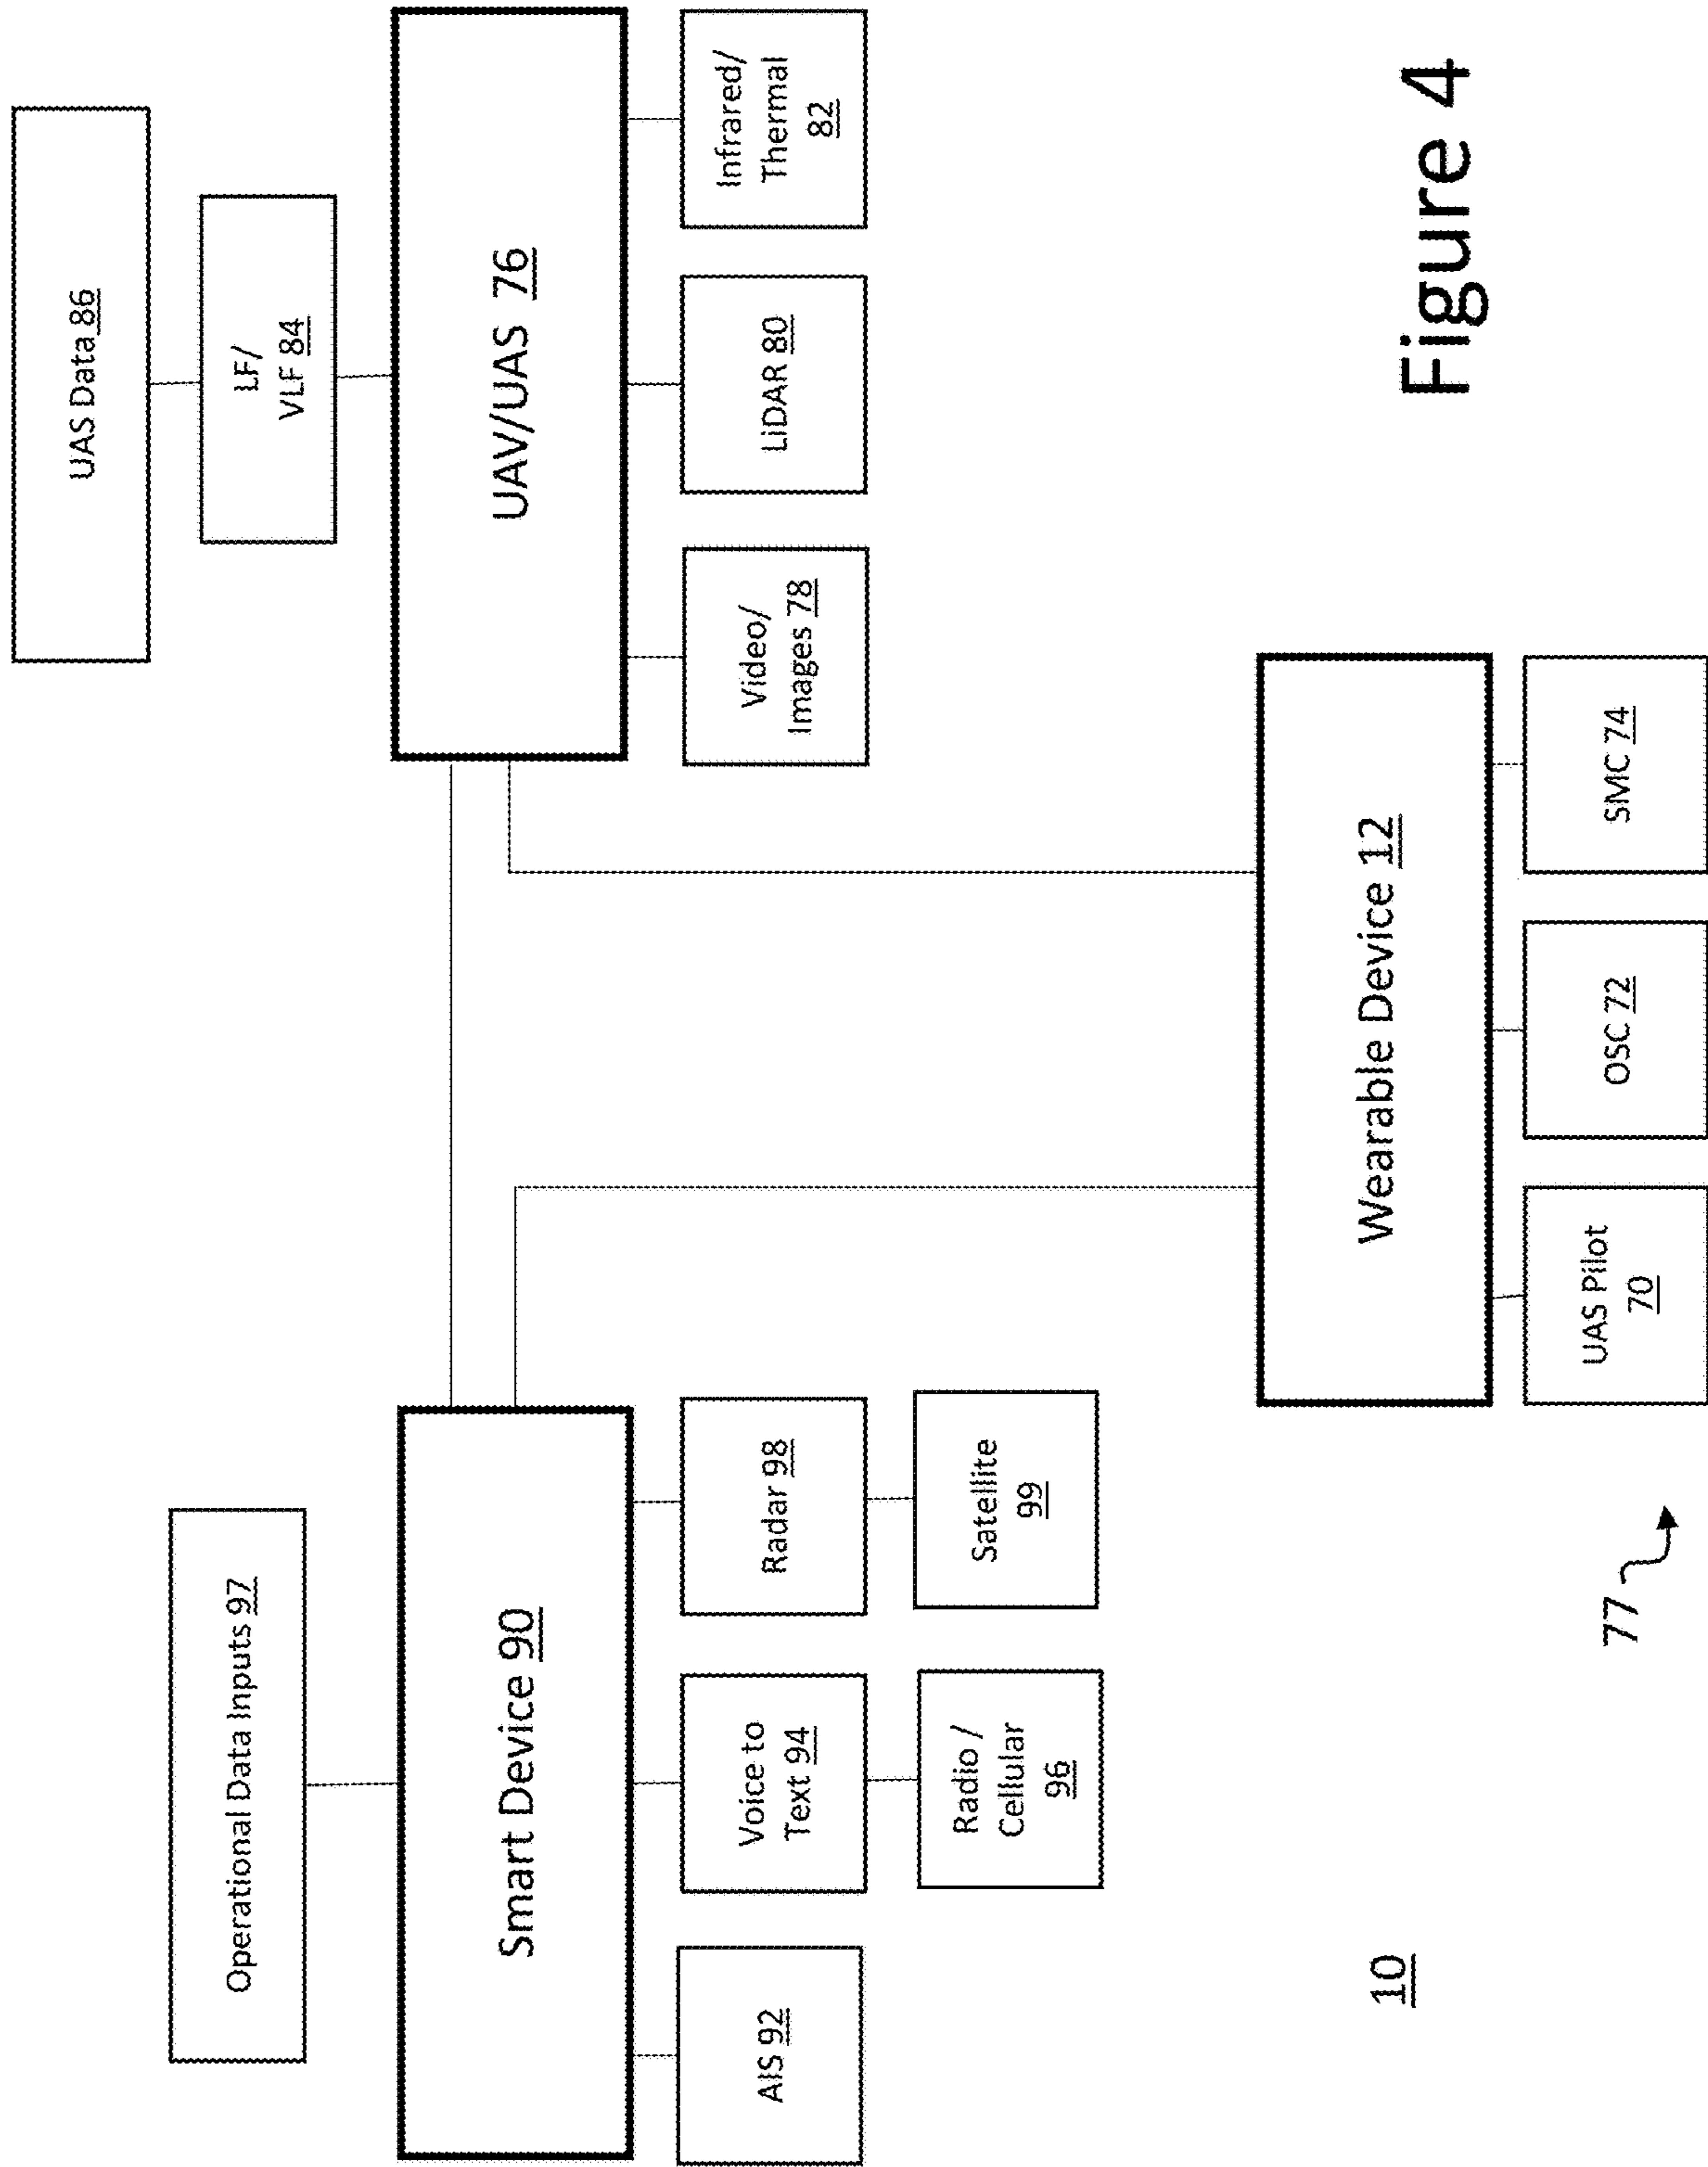 Operational Data Inputs 97
UAS Data 86
LF/
VLF 84
Smart Device 90
UAV/UAS 76
AIS 92
Voice to
Text 94
Radar 98
Video/
Images 78
LiDAR 80
Infrared/
Thermal
82
Radio /
Cellular
96
Satellite
99
Wearable Device 12
UAS Pilot
70
OSC 72
SMC 74
10
77
Figure 4